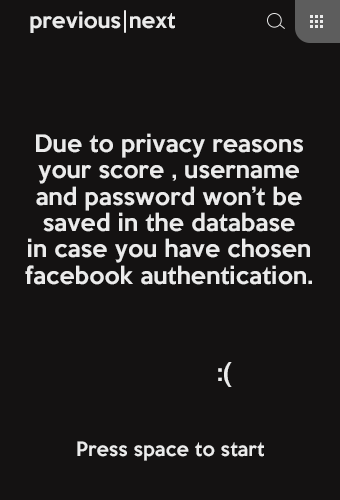 previous|next
Due to privacy reasons
your score , username
and password won’t be
saved in the database
in case you have chosen
facebook authentication.
:(
Press space to start